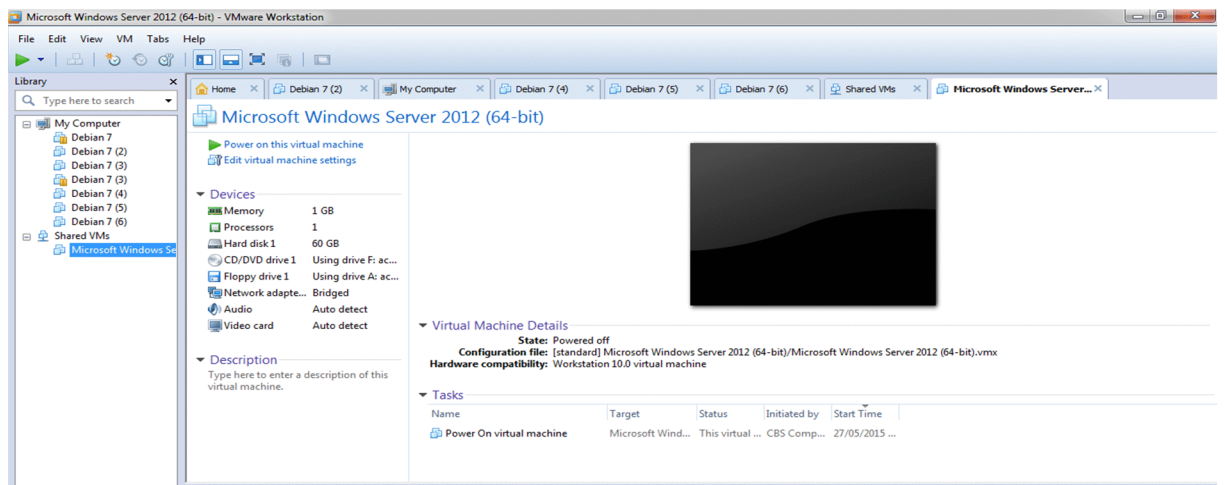 Microsoft Windows Server 2012 (64-bit) - VMware Workstation
File Edit View VM Tabs Help
Library
Type here to search
My Computer
Debian 7
Debian 7 (2)
Debian 7 (3)
Debian 7 (3)
Debian 7 (4)
Debian 7 (5)
Debian 7 (6)
Shared VMs
Microsoft Windows Se
Home Debian 7 (2) My Computer Debian 7 (4) Debian 7 (5) Debian 7 (6) Shared VMs Microsoft Windows Server...
Microsoft Windows Server 2012 (64-bit)
Power on this virtual machine
Edit virtual machine settings
Devices
Memory 1 GB
Processors 1
Hard disk 1 60 GB
CD/DVD drive 1 Using drive F: ac...
Floppy drive 1 Using drive A: ac...
Network adapte... Bridged
Audio Auto detect
Video card Auto detect
Description
Type here to enter a description of this
virtual machine.
Virtual Machine Details
State: Powered off
Configuration file: [standard] Microsoft Windows Server 2012 (64-bit)/Microsoft Windows Server 2012 (64-bit).vmx
Hardware compatibility: Workstation 10.0 virtual machine
Tasks
Name Target Status Initiated by Start Time
Power On virtual machine Microsoft Wind... This virtual ... CBS Comp... 27/05/2015 ...